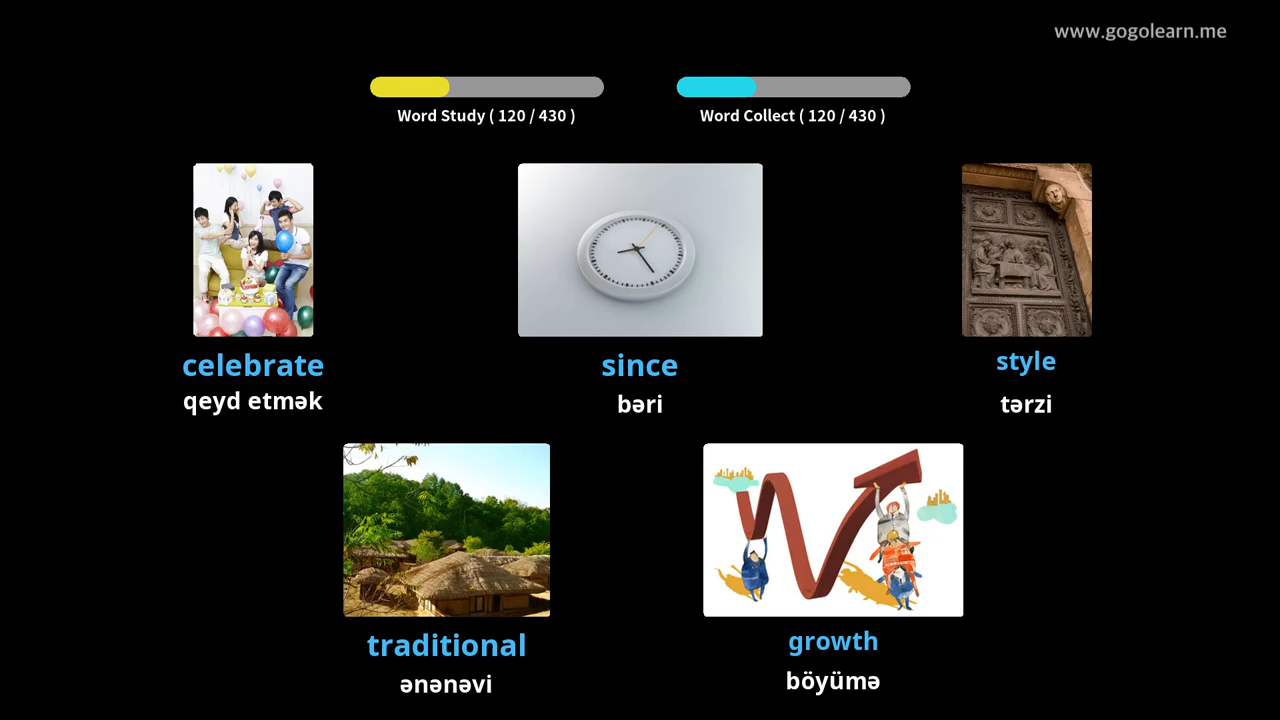 www.gogolearn.me
Word Study ( 120 / 430 )
Word Collect ( 120 / 430 )
celebrate
qeyd etmək
since
bəri
style
tərzi
traditional
ənənəvi
growth
böyümə